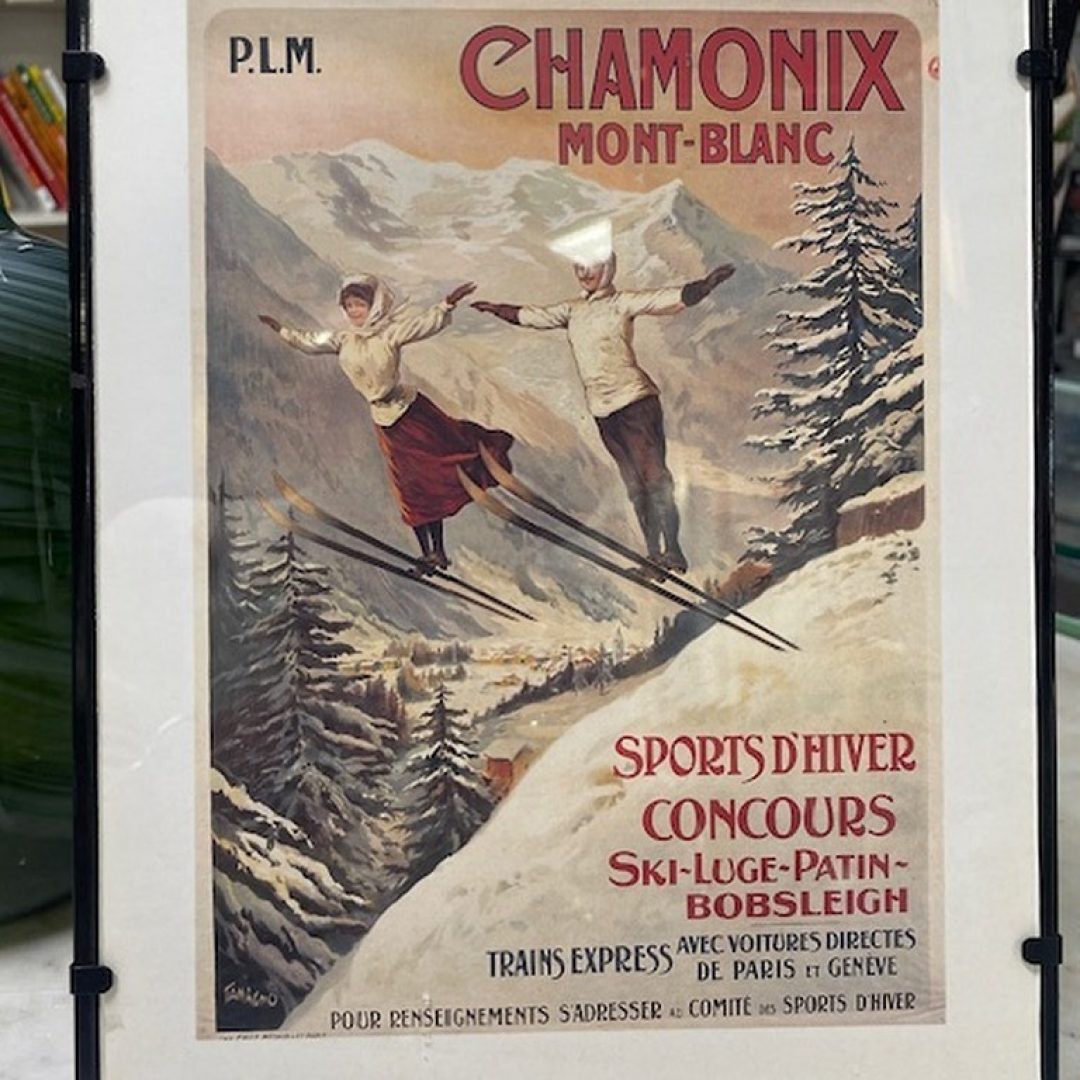 P.L.M.
CHAMONIX
MONT-BLANC
SPORTS D'HIVER
CONCOURS
SKI-LUGE-PATIN-
BOBSLEIGH
TRAINS EXPRESS AVEC VOITURES DIRECTES
DE PARIS ET GENÈVE
POUR RENSEIGNEMENTS S'ADRESSER AU COMITÉ DES SPORTS D'HIVER
TAMAGNO